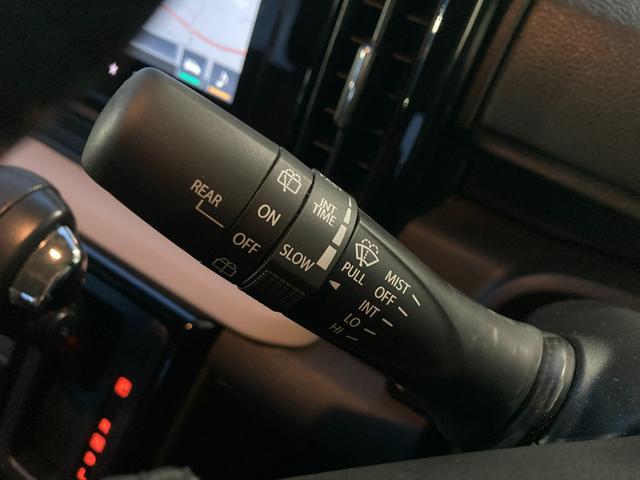 REAR
ON
OFF
INT
TIME
SLOW
PULL
MIST
OFF
INT
LO
HI